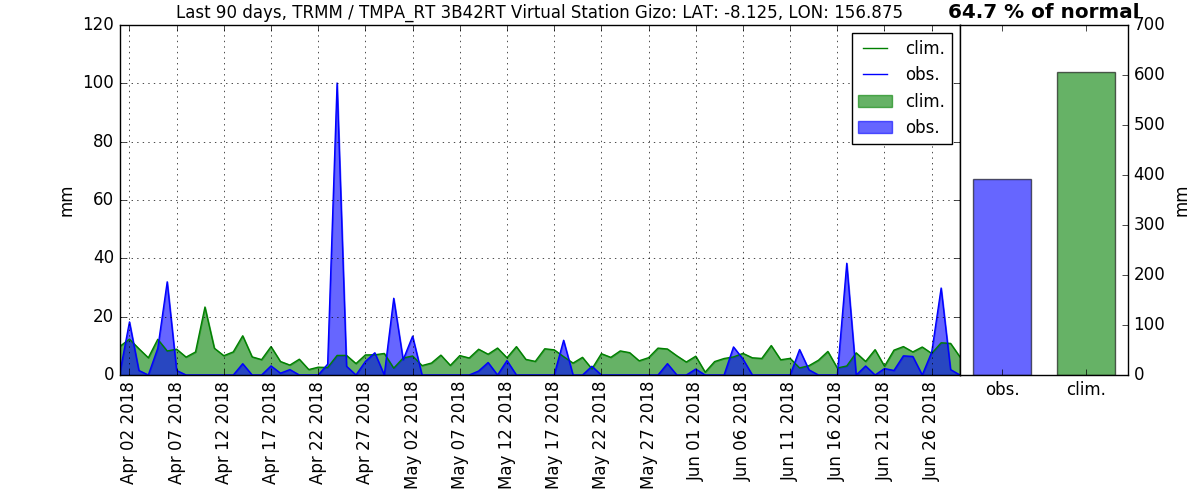 Last 90 days, TRMM / TMPA_RT 3B42RT Virtual Station Gizo: LAT: -8.125, LON: 156.875
64.7 % of normal
120
100
80
60
40
20
0
mm
clim.
obs.
clim.
obs.
700
600
500
400
300
200
100
0
mm
Apr 02 2018
Apr 07 2018
Apr 12 2018
Apr 17 2018
Apr 22 2018
Apr 27 2018
May 02 2018
May 07 2018
May 12 2018
May 17 2018
May 22 2018
May 27 2018
Jun 01 2018
Jun 06 2018
Jun 11 2018
Jun 16 2018
Jun 21 2018
Jun 26 2018
obs.
clim.